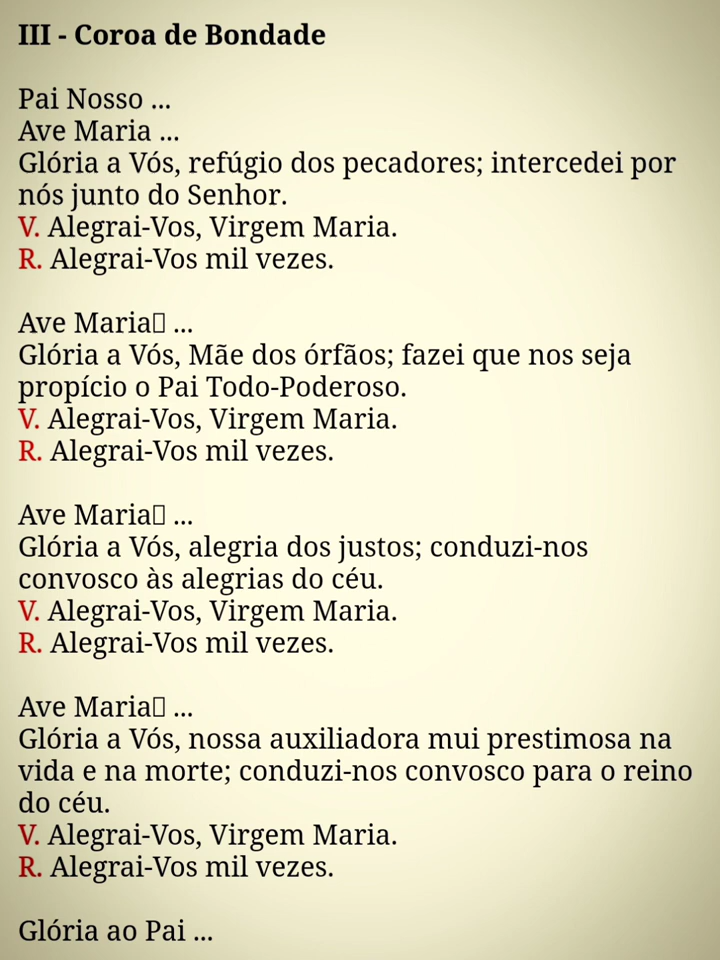 III - Coroa de Bondade
Pai Nosso ...
Ave Maria ...
Glória a Vós, refúgio dos pecadores; intercedei por
nós junto do Senhor.
V. Alegrai-Vos, Virgem Maria.
R. Alegrai-Vos mil vezes.
Ave Maria▯ ...
Glória a Vós, Mãe dos órfãos; fazei que nos seja
propício o Pai Todo-Poderoso.
V. Alegrai-Vos, Virgem Maria.
R. Alegrai-Vos mil vezes.
Ave Maria▯ ...
Glória a Vós, alegria dos justos; conduzi-nos
convosco às alegrias do céu.
V. Alegrai-Vos, Virgem Maria.
R. Alegrai-Vos mil vezes.
Ave Maria▯ ...
Glória a Vós, nossa auxiliadora mui prestimosa na
vida e na morte; conduzi-nos convosco para o reino
do céu.
V. Alegrai-Vos, Virgem Maria.
R. Alegrai-Vos mil vezes.
Glória ao Pai ...